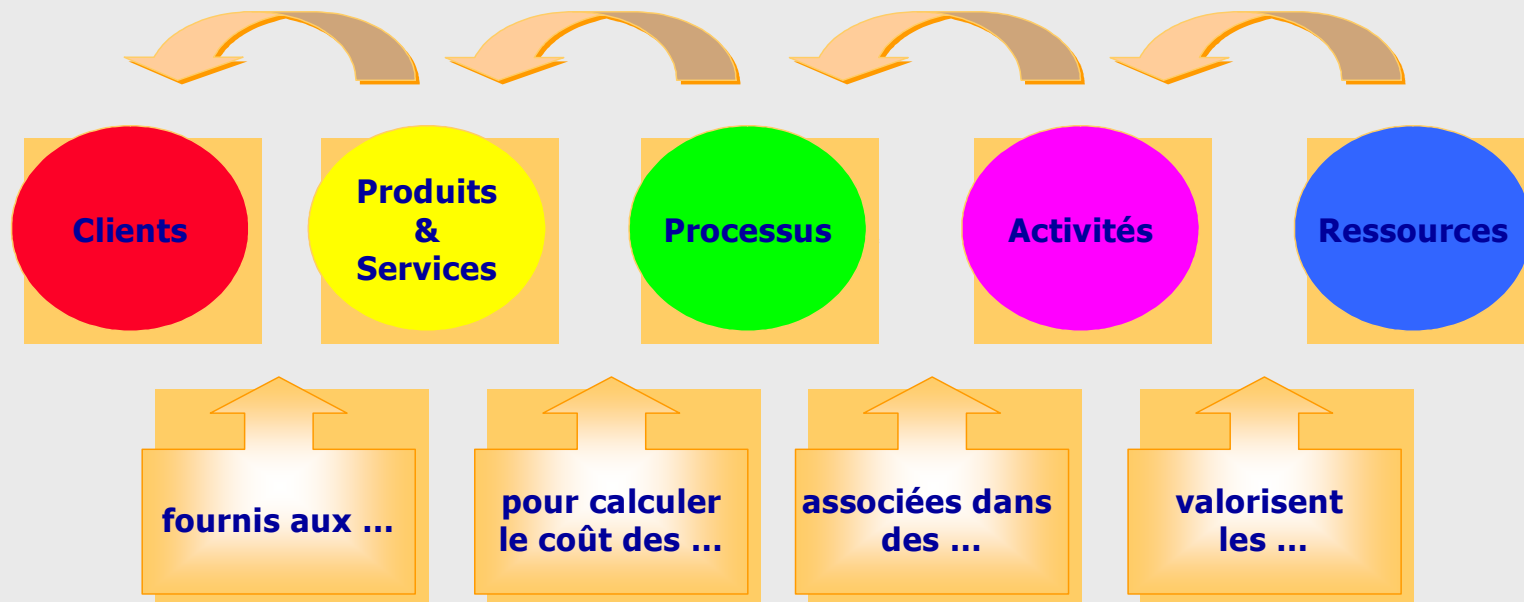 Clients
Produits
&
Services
Processus
Activités
Ressources
fournis aux ...
pour calculer
le coût des ...
associées dans
des ...
valorisent
les ...